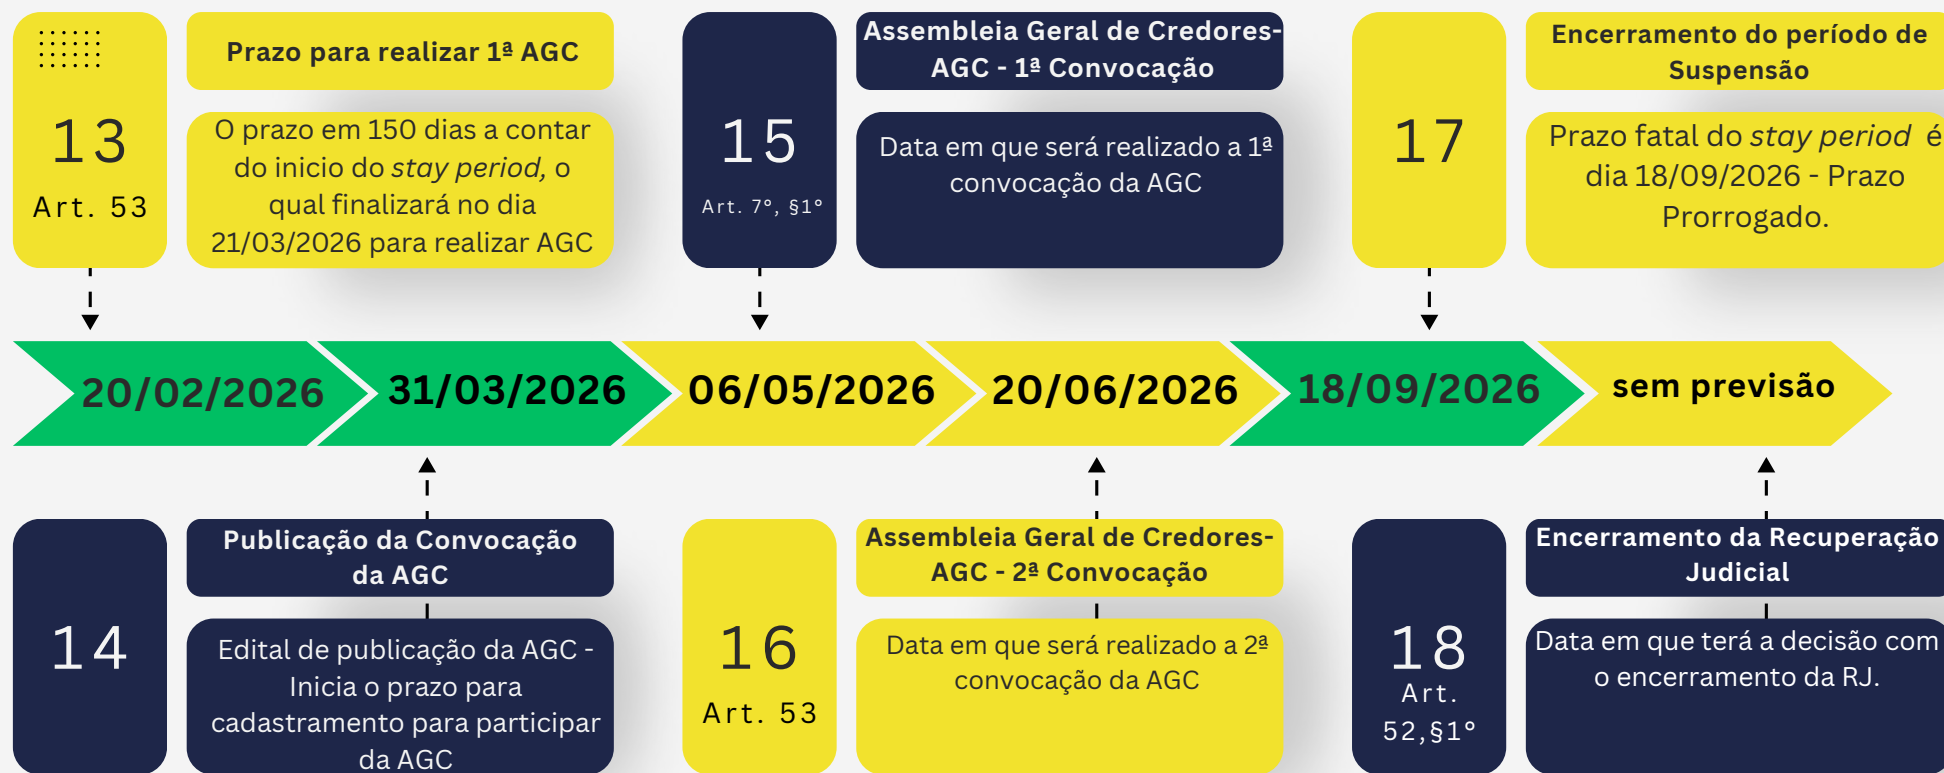 13
Art. 53
Prazo para realizar 1ª AGC
O prazo em 150 dias a contar
do inicio do stay period, o
qual finalizará no dia
21/03/2026 para realizar AGC
15
Art. 7º, §1º
Assembleia Geral de Credores-
AGC - 1ª Convocação
Data em que será realizado a 1ª
convocação da AGC
17
Encerramento do período de
Suspensão
Prazo fatal do stay period é
dia 18/09/2026 - Prazo
Prorrogado.
20/02/2026
31/03/2026
06/05/2026
20/06/2026
18/09/2026
sem previsão
14
Publicação da Convocação
da AGC
Edital de publicação da AGC -
Inicia o prazo para
cadastramento para participar
da AGC
16
Art. 53
Assembleia Geral de Credores-
AGC - 2ª Convocação
Data em que será realizado a 2ª
convocação da AGC
18
Art.
52,§1º
Encerramento da Recuperação
Judicial
Data em que terá a decisão com
o encerramento da RJ.